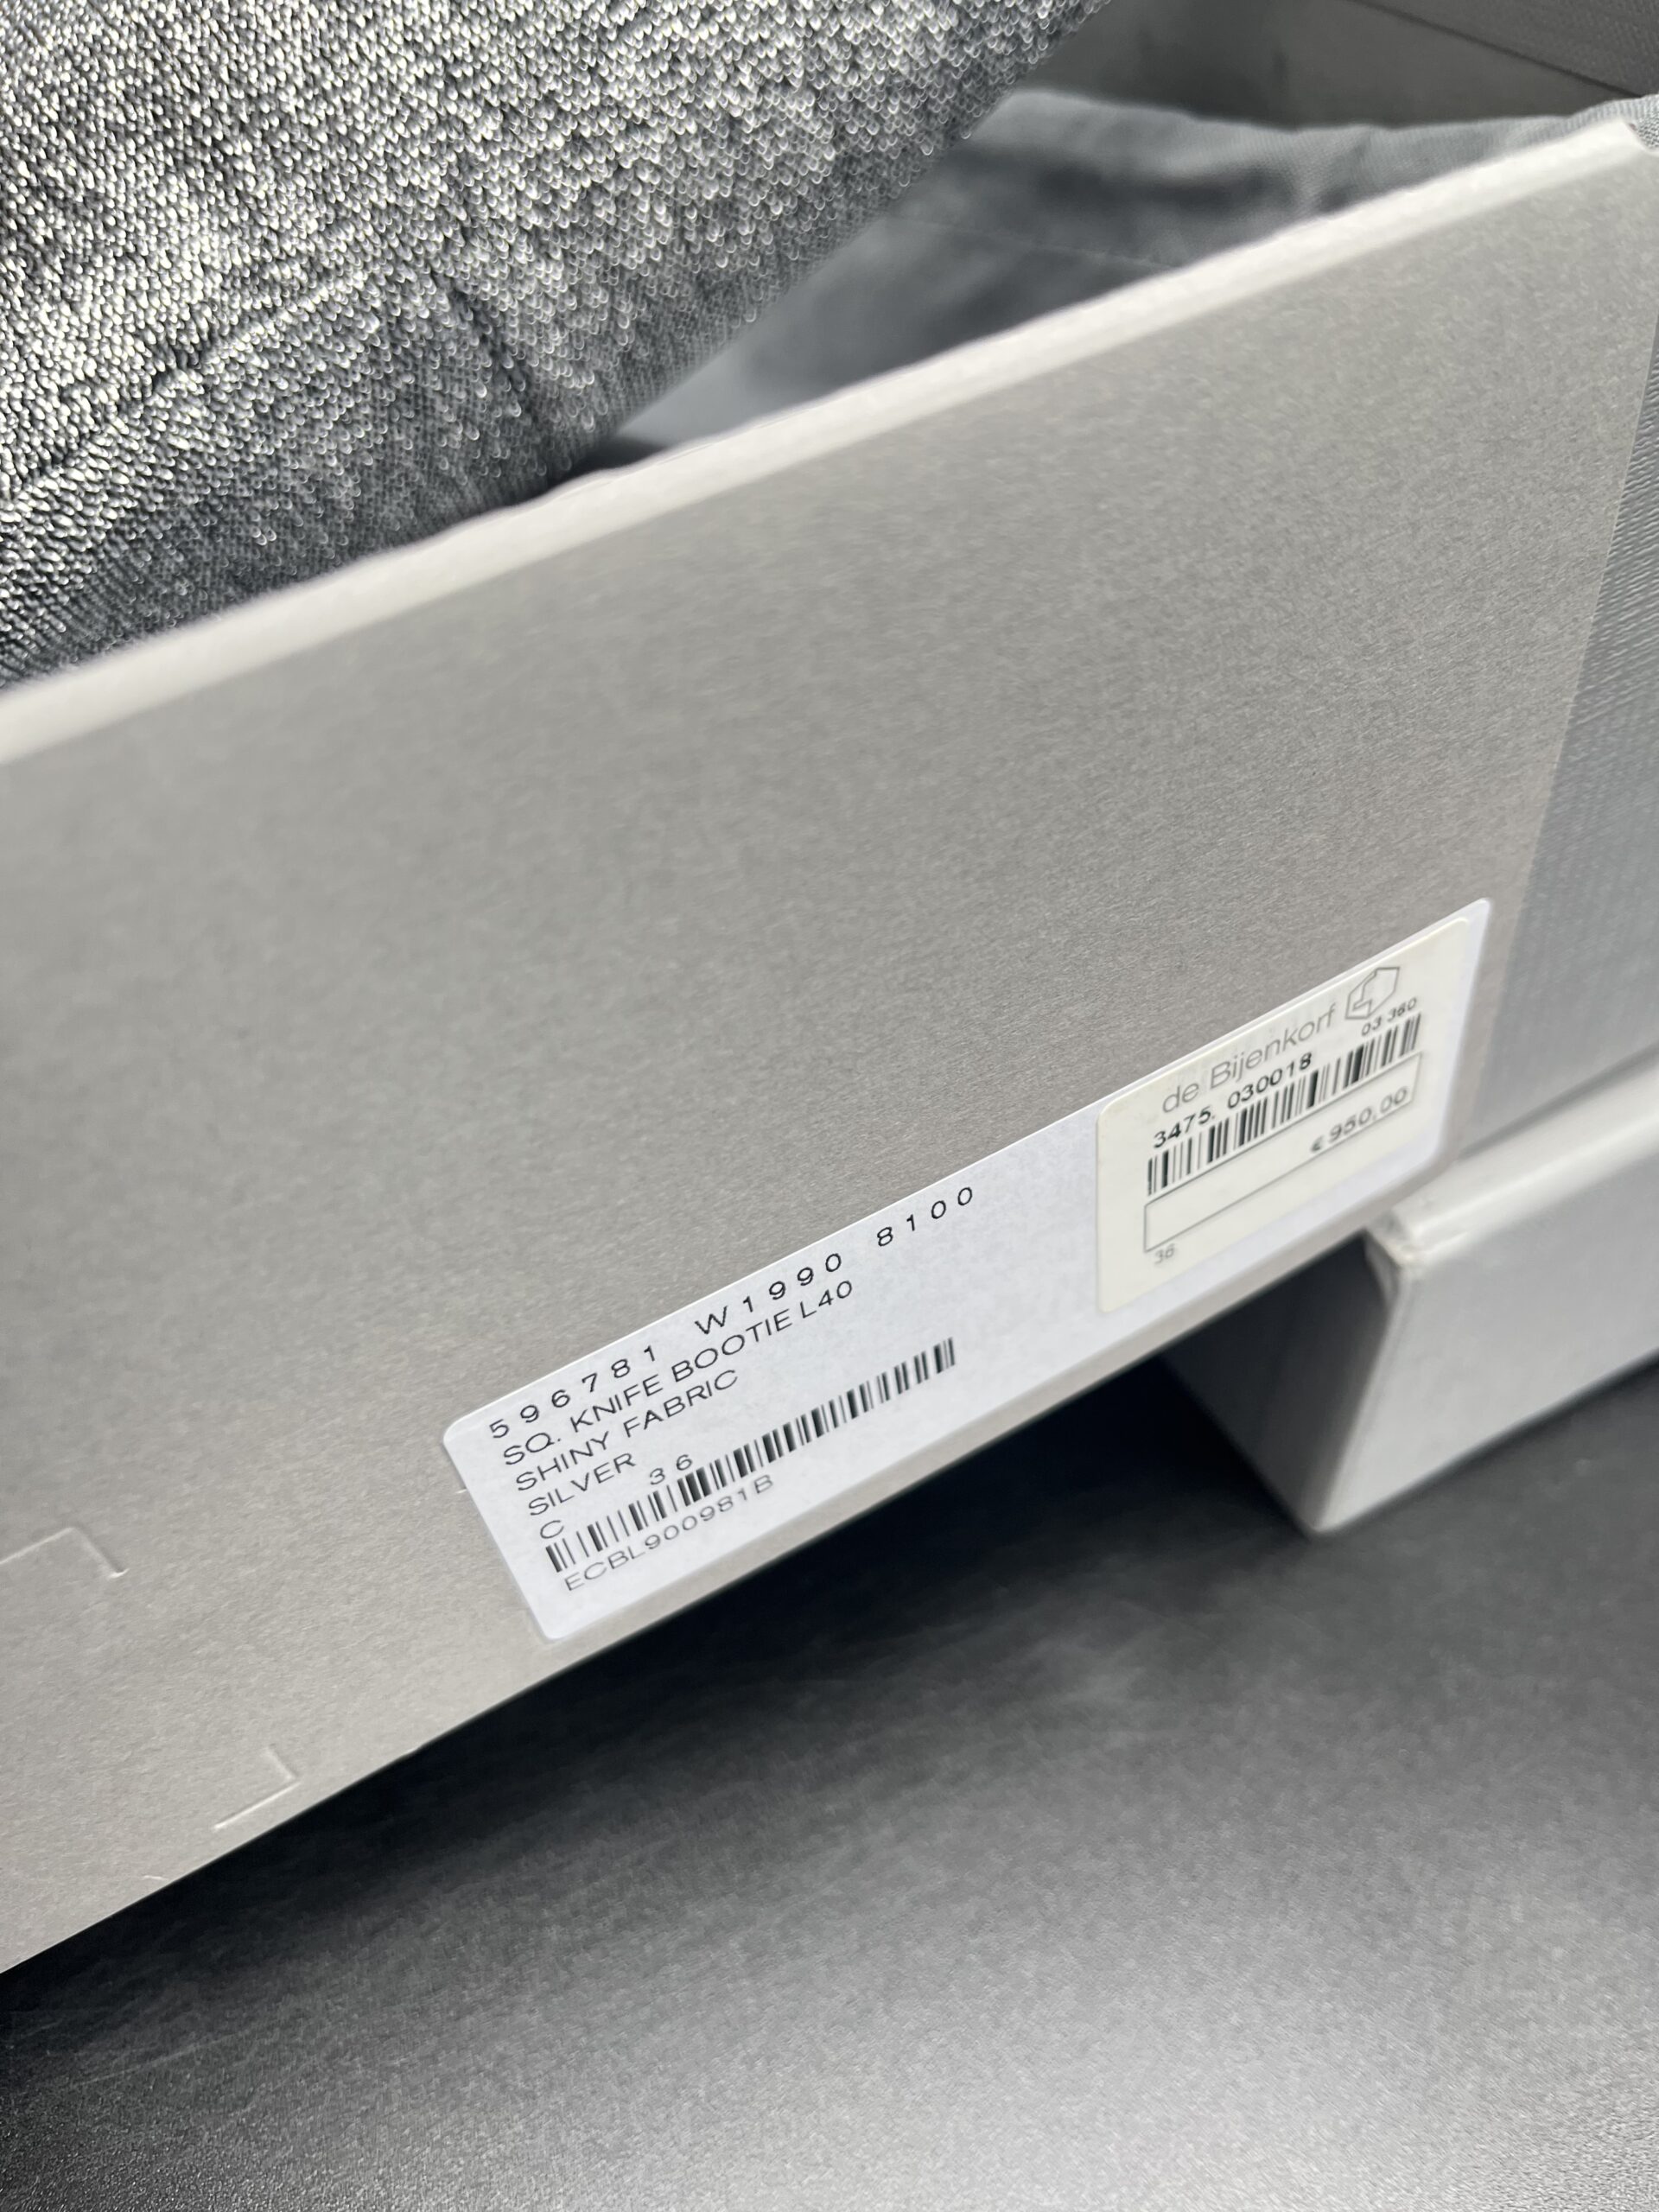 596781 W1990 8100
SQ. KNIFE BOOTIE L40
SHINY FABRIC
SILVER
C 36
ECBL900981B
de Bijenkorf
03 360
3475. 030018
€950,00
36